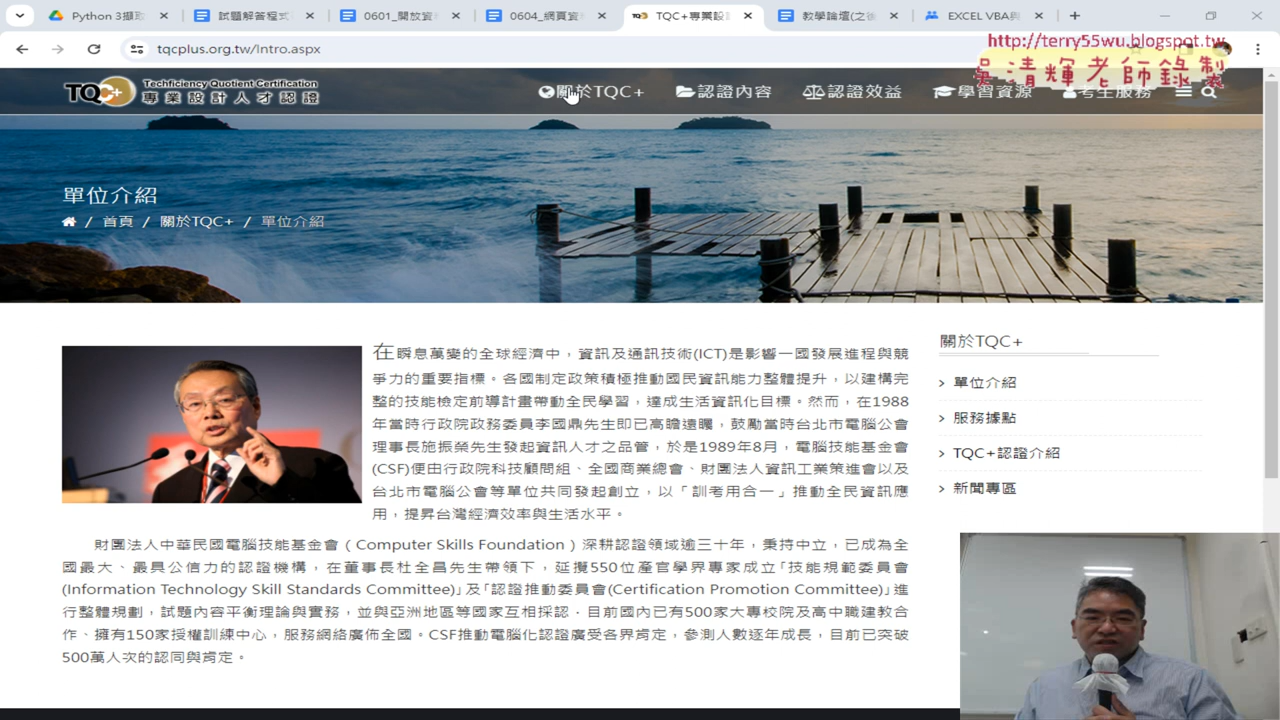 Python 3擷取
試題解答程式
0601_開放資料
0604_網頁資料
TQC+專業設計
教學論壇(之後
EXCEL VBA與
tqcplus.org.tw/Intro.aspx
http://terry55wu.blogspot.tw
吳清輝老師錄製
TQC+ Techficiency Quotient Certification
專業設計人才認證
關於TQC+
認證內容
認證效益
學習資源
考生服務
單位介紹
/ 首頁 / 關於TQC+ / 單位介紹
在瞬息萬變的全球經濟中，資訊及通訊技術(ICT)是影響一國發展進程與競
爭力的重要指標。各國制定政策積極推動國民資訊能力整體提升，以建構完
整的技能檢定前導計畫帶動全民學習，達成生活資訊化目標。然而，在1988
年當時行政院政務委員李國鼎先生即已高瞻遠矚，鼓勵當時台北市電腦公會
理事長施振榮先生發起資訊人才之品管，於是1989年8月，電腦技能基金會
(CSF)便由行政院科技顧問組、全國商業總會、財團法人資訊工業策進會以及
台北市電腦公會等單位共同發起創立，以「訓考用合一」推動全民資訊應
用，提昇台灣經濟效率與生活水平。
財團法人中華民國電腦技能基金會（Computer Skills Foundation）深耕認證領域逾三十年，秉持中立，已成為全
國最大、最具公信力的認證機構，在董事長杜全昌先生帶領下，延攬550位產官學界專家成立「技能規範委員會
(Information Technology Skill Standards Committee)」及「認證推動委員會(Certification Promotion Committee)」進
行整體規劃，試題內容平衡理論與實務，並與亞洲地區等國家互相採認．目前國內已有500家大專校院及高中職建教合
作、擁有150家授權訓練中心，服務網絡廣佈全國。CSF推動電腦化認證廣受各界肯定，參測人數逐年成長，目前已突破
500萬人次的認同與肯定。
關於TQC+
單位介紹
服務據點
TQC+認證介紹
新聞專區